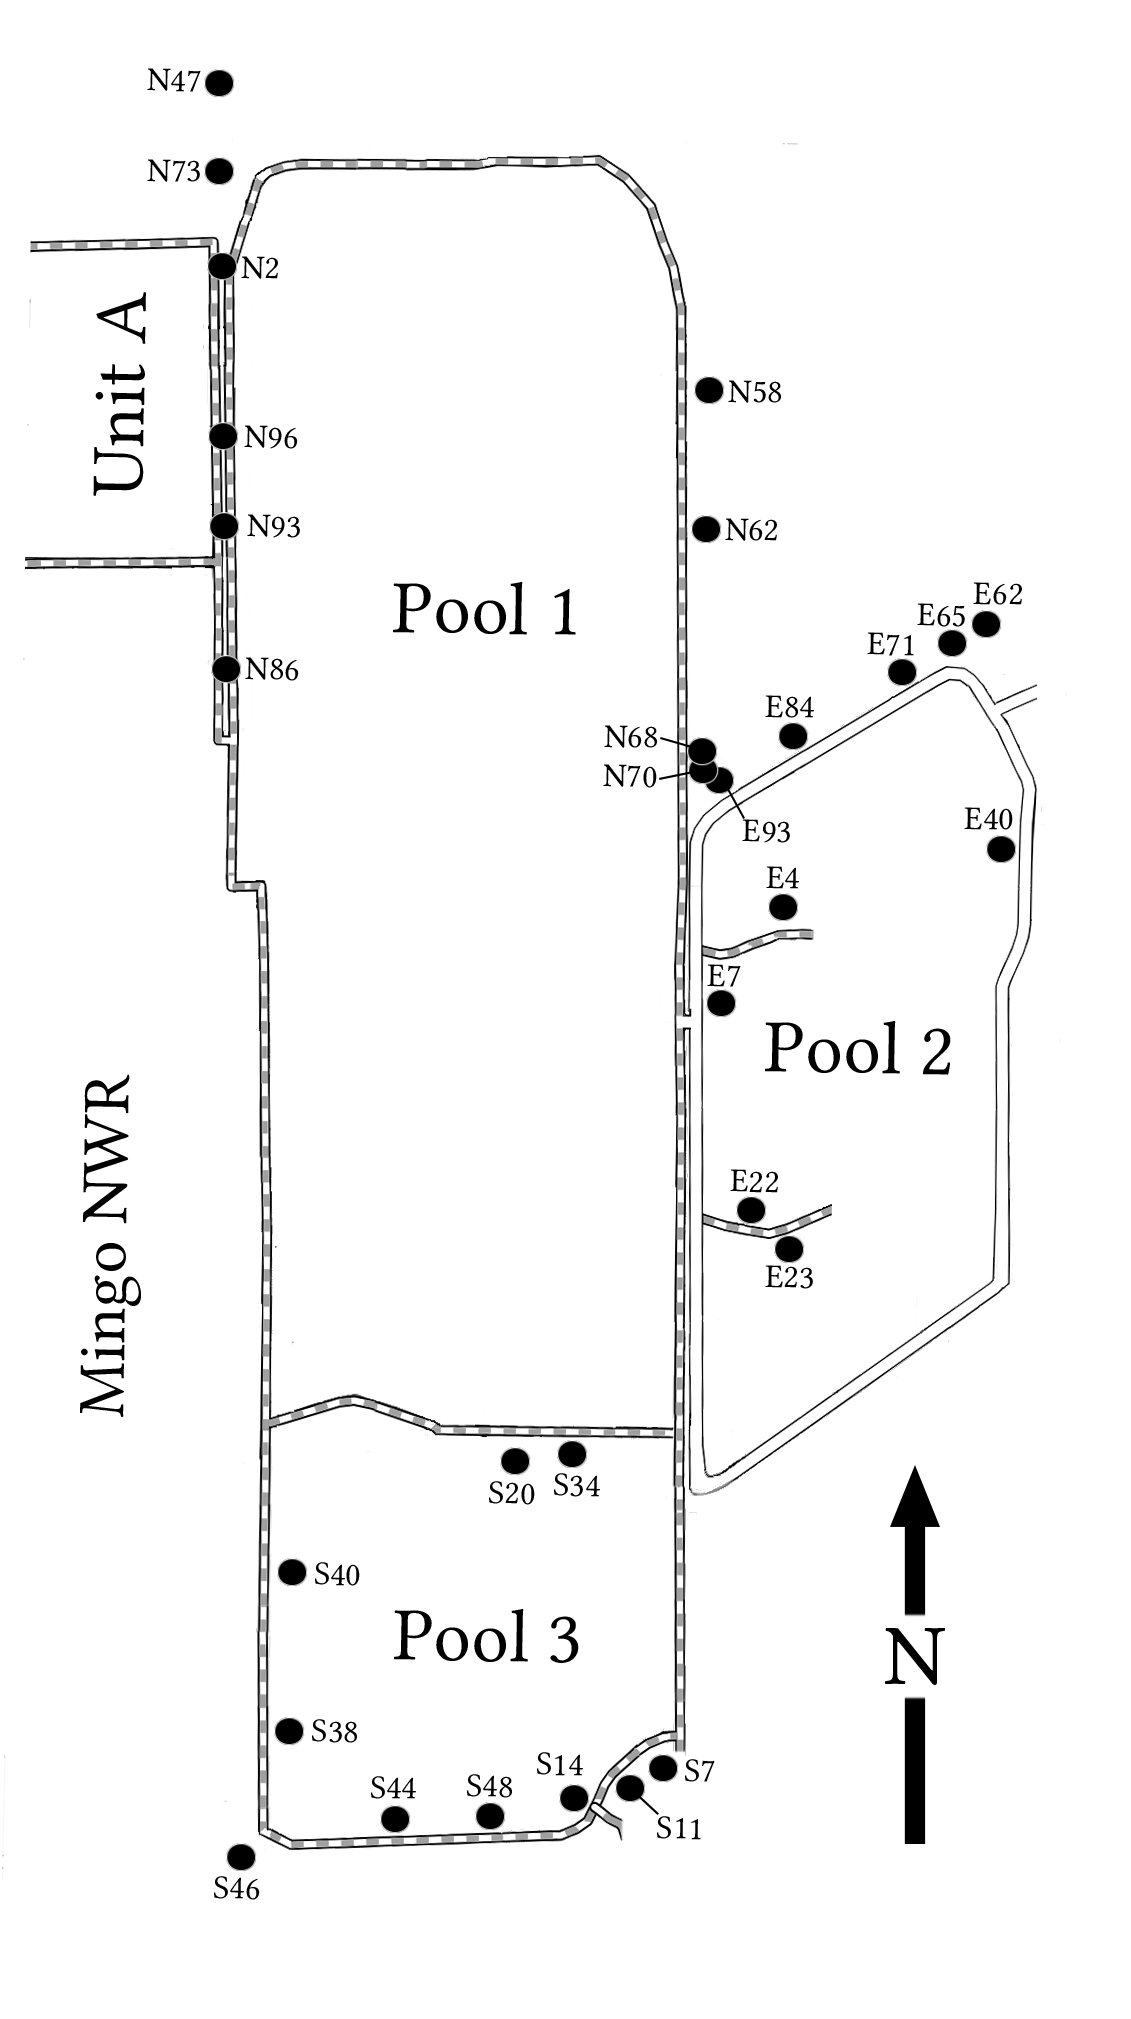 N47
N73
N2
Unit A
N58
N96
N93
N62
Pool 1
E62
E65
E71
N86
E84
N68
N70
E93
E40
E4
E7
Pool 2
Mingo NWR
E22
E23
S20
S34
S40
Pool 3
N
S38
S14
S7
S44
S48
S11
S46